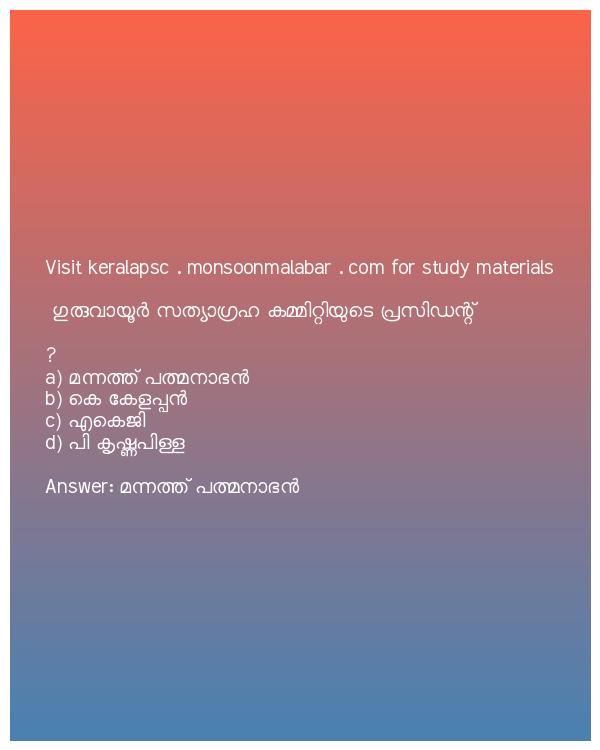 Visit keralapsc . monsoonmalabar . com for study materials
ഗുരുവായൂർ സത്യാഗ്രഹ കമ്മിറ്റിയുടെ പ്രസിഡന്റ്
?
a) മന്നത്ത് പത്മനാഭൻ
b) കെ കേളപ്പൻ
c) എകെജി
d) പി കൃഷ്ണപിള്ള
Answer: മന്നത്ത് പത്മനാഭൻ